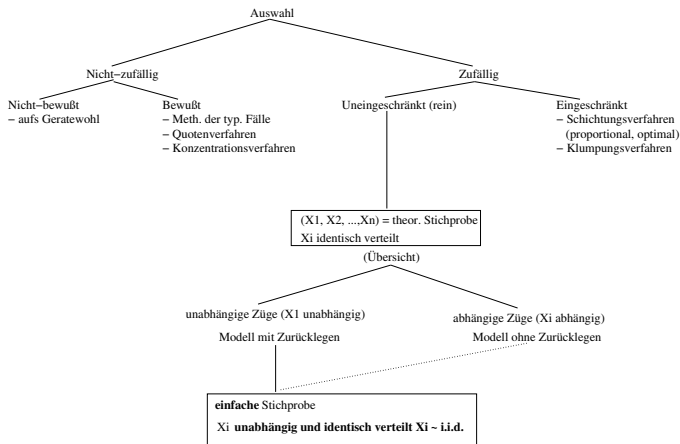 Auswahl
Nicht−zufällig
Zufällig
Nicht−bewußt
− aufs Geratewohl
Bewußt
− Meth. der typ. Fälle
− Quotenverfahren
− Konzentrationsverfahren
Uneingeschränkt (rein)
Eingeschränkt
− Schichtungsverfahren
(proportional, optimal)
− Klumpungsverfahren
(X1, X2, ...,Xn) = theor. Stichprobe
Xi identisch verteilt
(Übersicht)
unabhängige Züge (X1 unabhängig)
Modell mit Zurücklegen
abhängige Züge (Xi abhängig)
Modell ohne Zurücklegen
einfache Stichprobe
Xi unabhängig und identisch verteilt Xi ~ i.i.d.